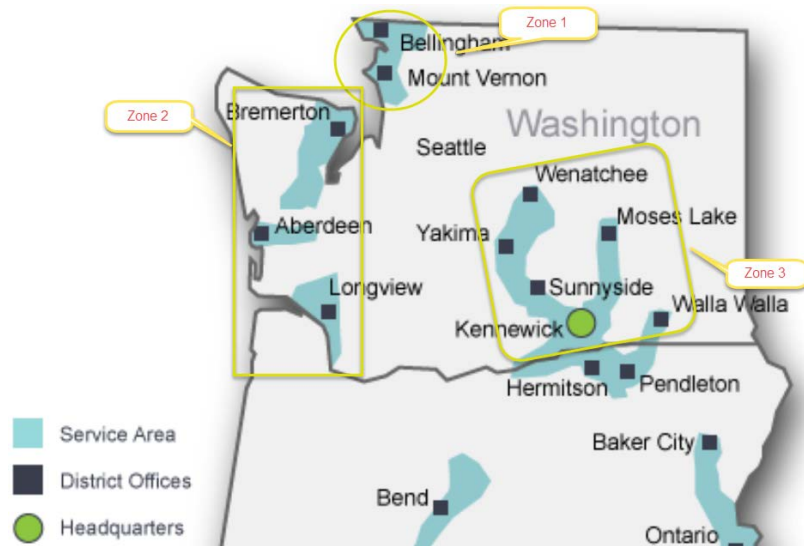 Zone 1
Bellingham
Mount Vernon
Zone 2
Bremerton
Washington
Seattle
Wenatchee
Aberdeen
Yakima
Moses Lake
Zone 3
Longview
Sunnyside
Walla Walla
Kennewick
Hermitson
Pendleton
Service Area
Baker City
District Offices
Bend
Headquarters
Ontario